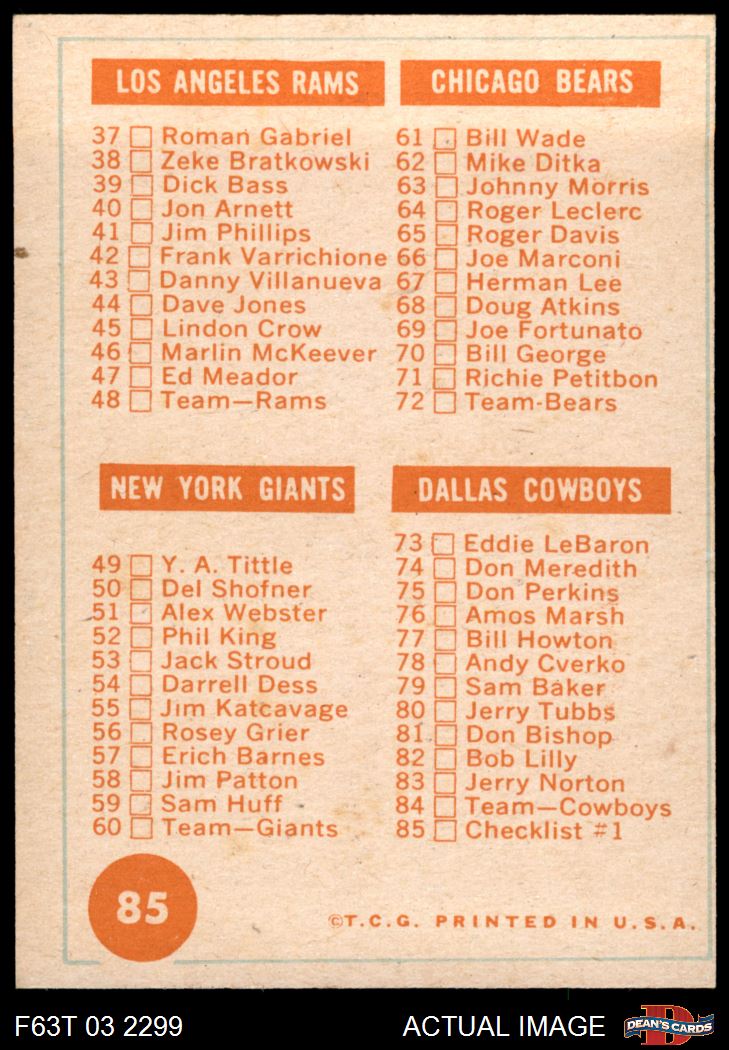 LOS ANGELES RAMS
37 Roman Gabriel
38 Zeke Bratkowski
39 Dick Bass
40 Jon Arnett
41 Jim Phillips
42 Frank Varrichione
43 Danny Villanueva
44 Dave Jones
45 Lindon Crow
46 Marlin McKeever
47 Ed Meador
48 Team—Rams
CHICAGO BEARS
61 Bill Wade
62 Mike Ditka
63 Johnny Morris
64 Roger Leclerc
65 Roger Davis
66 Joe Marconi
67 Herman Lee
68 Doug Atkins
69 Joe Fortunato
70 Bill George
71 Richie Petitbon
72 Team-Bears
NEW YORK GIANTS
49 Y. A. Tittle
50 Del Shofner
51 Alex Webster
52 Phil King
53 Jack Stroud
54 Darrell Dess
55 Jim Katcavage
56 Rosey Grier
57 Erich Barnes
58 Jim Patton
59 Sam Huff
60 Team—Giants
DALLAS COWBOYS
73 Eddie LeBaron
74 Don Meredith
75 Don Perkins
76 Amos Marsh
77 Bill Howton
78 Andy Cverko
79 Sam Baker
80 Jerry Tubbs
81 Don Bishop
82 Bob Lilly
83 Jerry Norton
84 Team—Cowboys
85 Checklist #1
85
©T.C.G. PRINTED IN U.S.A.
F63T 03 2299
ACTUAL IMAGE
D
DEAN'S CARDS